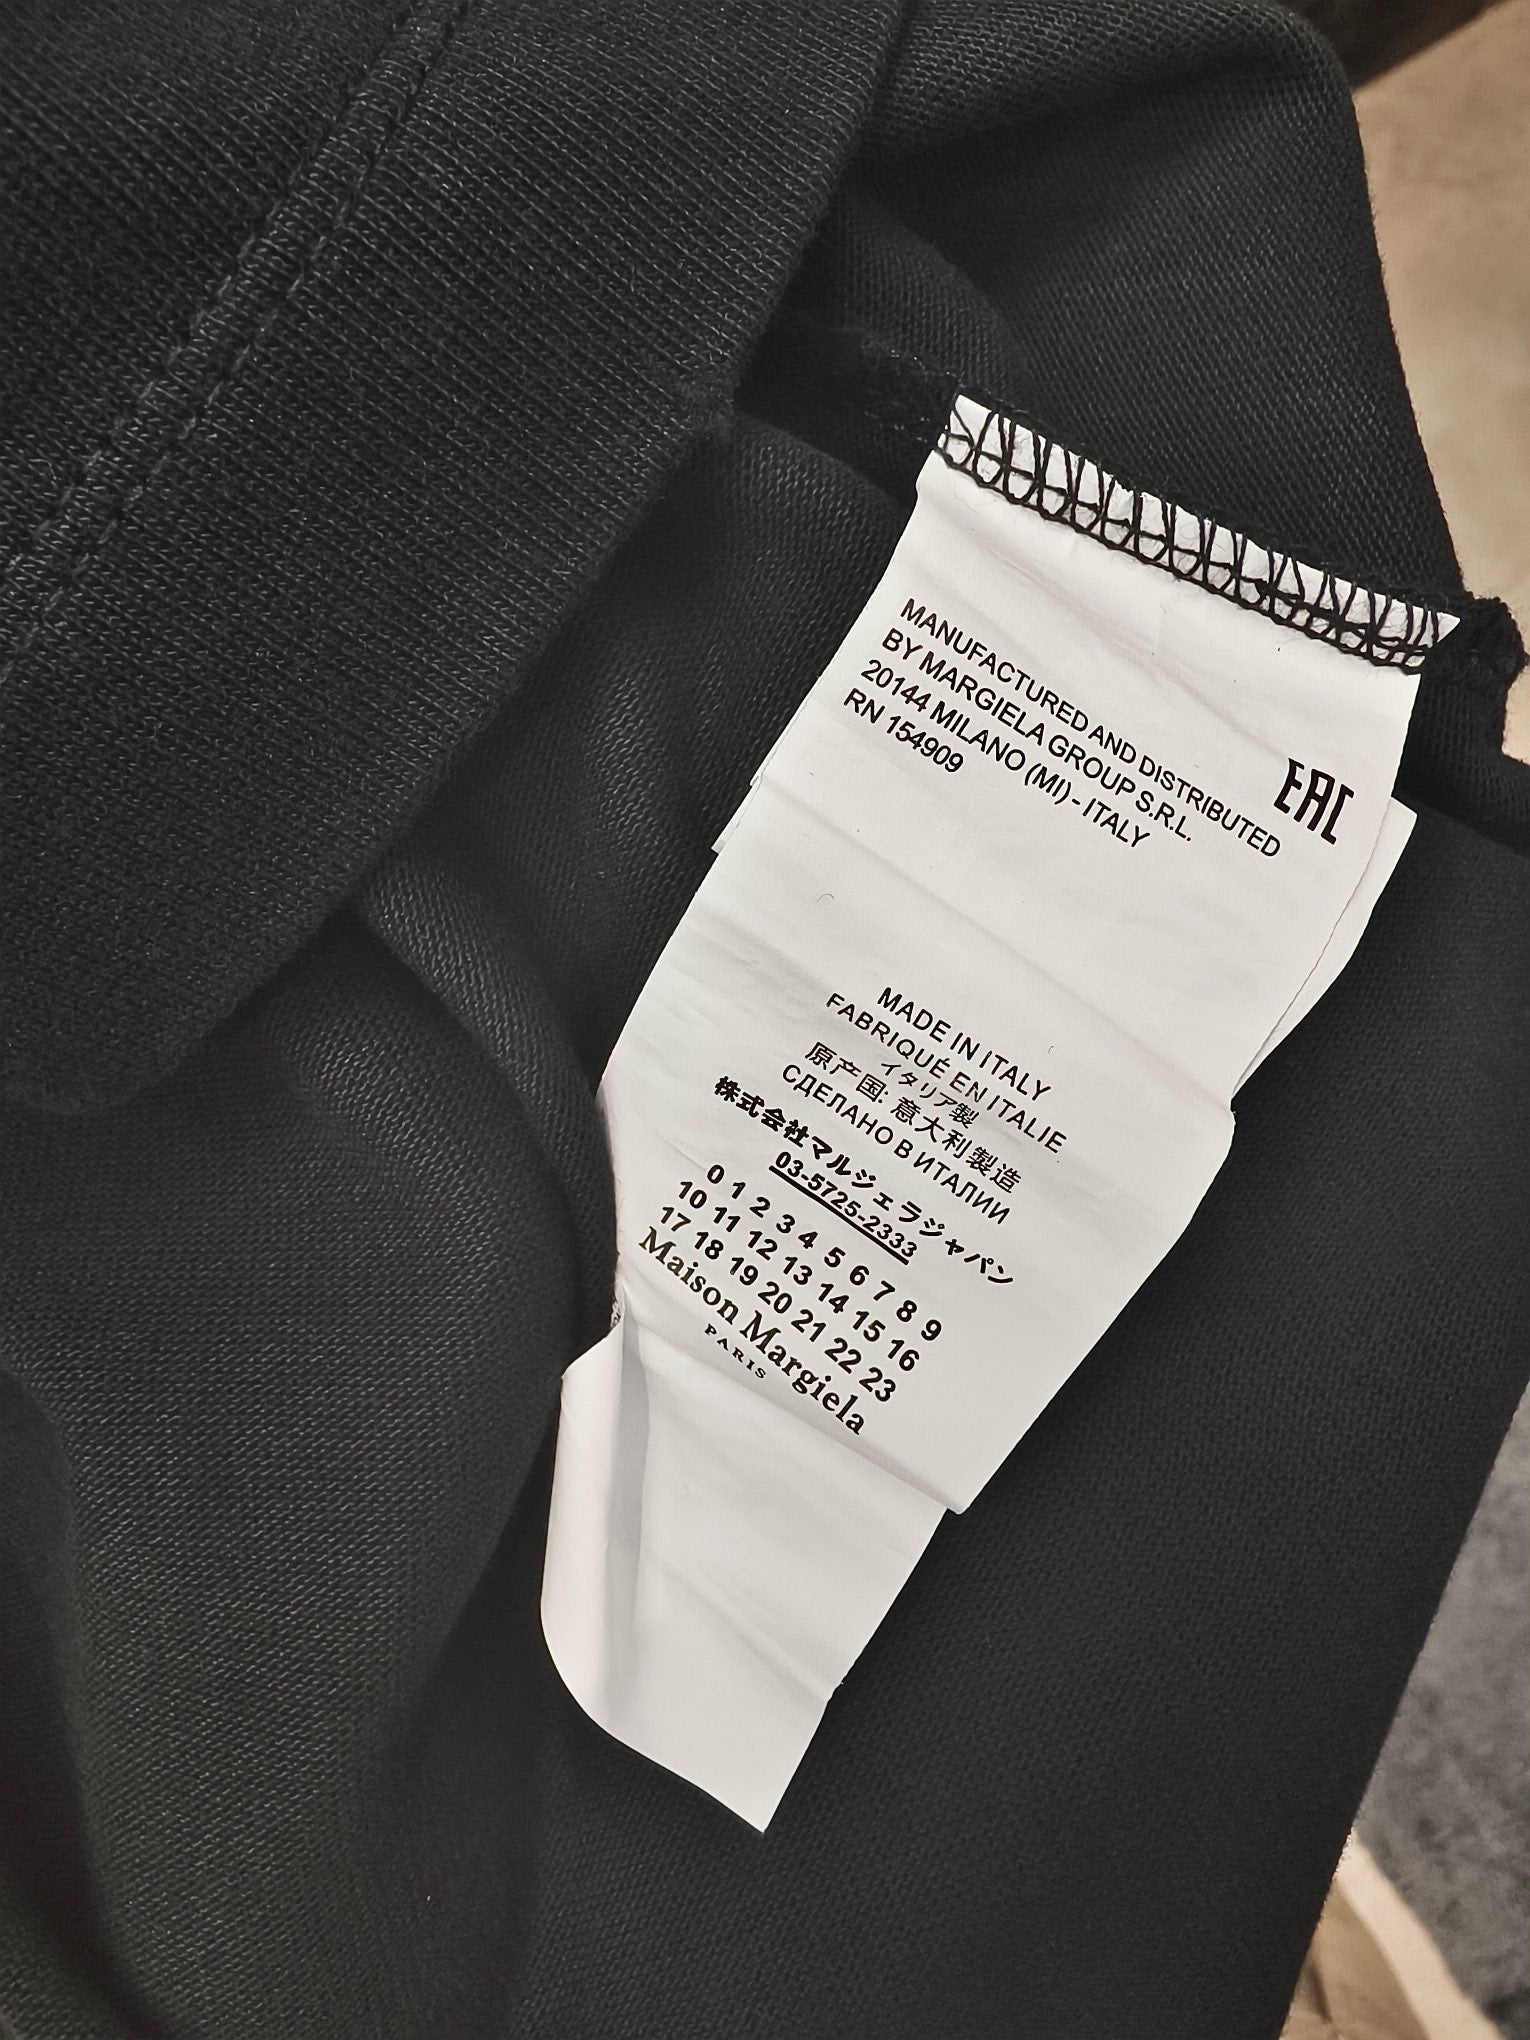 MANUFACTURED AND DISTRIBUTED
BY MARGIELA GROUP S.R.L.
20144 MILANO (MI) - ITALY
RN 154909
EAC
MADE IN ITALY
FABRIQUÉ EN ITALIE
イタリア製
原产国: 意大利製造
СДЕЛАНО В ИТАЛИИ
株式会社マルジェラジャパン
03-5725-2333
0 1 2 3 4 5 6 7 8 9
10 11 12 13 14 15 16
17 18 19 20 21 22 23
Maison Margiela
PARIS